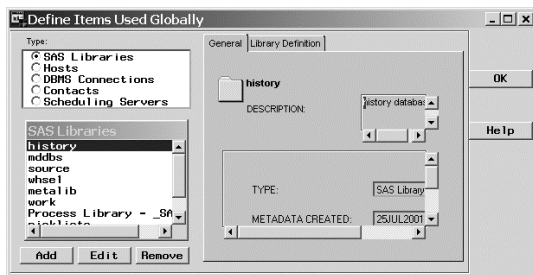 Define Items Used Globally
Type:
SAS Libraries
Hosts
DBMS Connections
Contacts
Scheduling Servers
SAS Libraries
history
mddbs
source
whse1
metalib
work
Process Library - _SA
Add Edit Remove
General Library Definition
history
DESCRIPTION:
history databas
TYPE:
SAS Library
METADATA CREATED:
25JUL2001
OK
Help